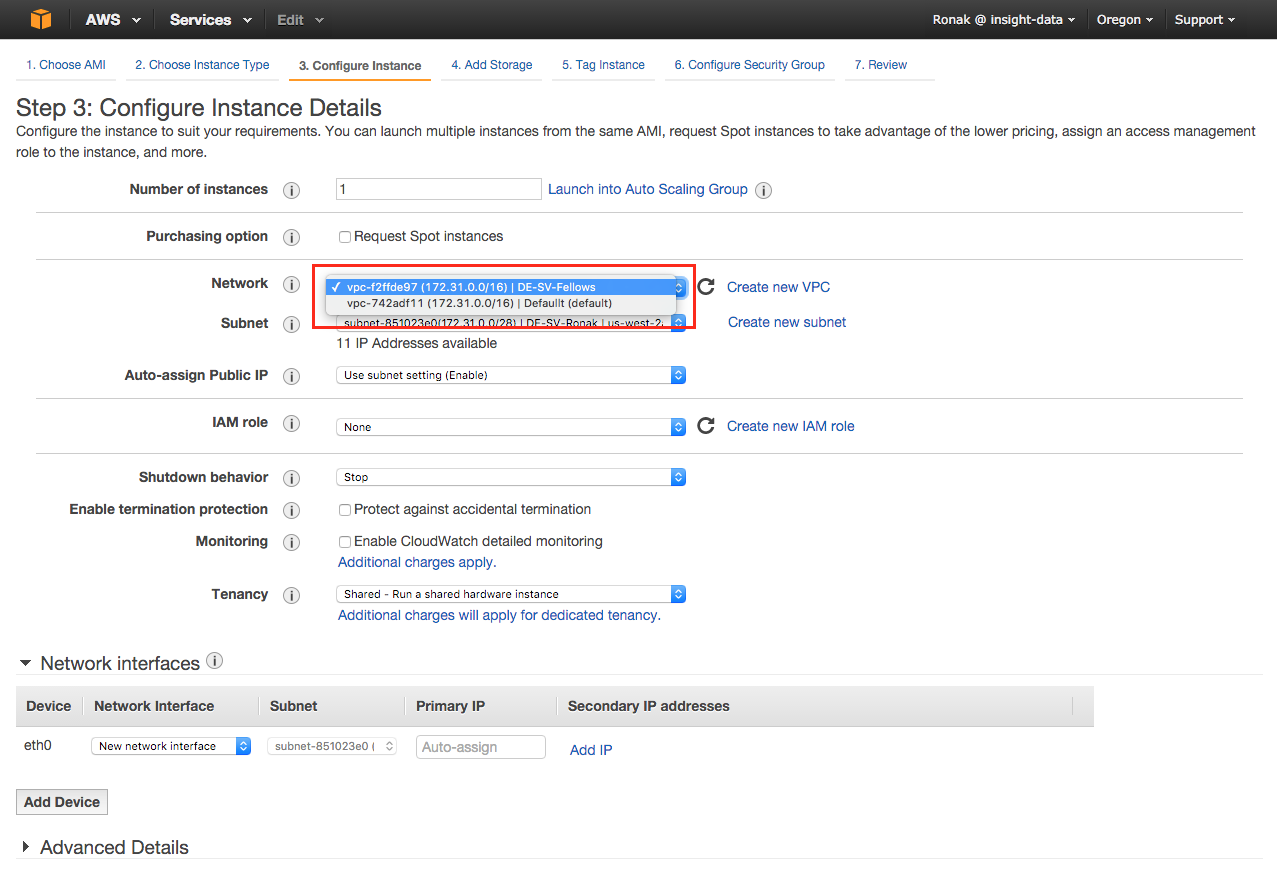 AWS Services Edit Ronak @ insight-data Oregon Support
1. Choose AMI 2. Choose Instance Type 3. Configure Instance 4. Add Storage 5. Tag Instance 6. Configure Security Group 7. Review
Step 3: Configure Instance Details
Configure the instance to suit your requirements. You can launch multiple instances from the same AMI, request Spot instances to take advantage of the lower pricing, assign an access management
role to the instance, and more.
Number of instances i 1 Launch into Auto Scaling Group i
Purchasing option i Request Spot instances
Network i ✓ vpc-f2ffde97 (172.31.0.0/16) | DE-SV-Fellows Create new VPC
vpc-742adf11 (172.31.0.0/16) | Defaullt (default)
Subnet i subnet-851023e0(172.31.0.0/28) | DE-SV-Ronak | us-west-2a Create new subnet
11 IP Addresses available
Auto-assign Public IP i Use subnet setting (Enable)
IAM role i None Create new IAM role
Shutdown behavior i Stop
Enable termination protection i Protect against accidental termination
Monitoring i Enable CloudWatch detailed monitoring
Additional charges apply.
Tenancy i Shared - Run a shared hardware instance
Additional charges will apply for dedicated tenancy.
Network interfaces i
Device Network Interface Subnet Primary IP Secondary IP addresses
eth0 New network interface subnet-851023e0 ( Auto-assign Add IP
Add Device
Advanced Details